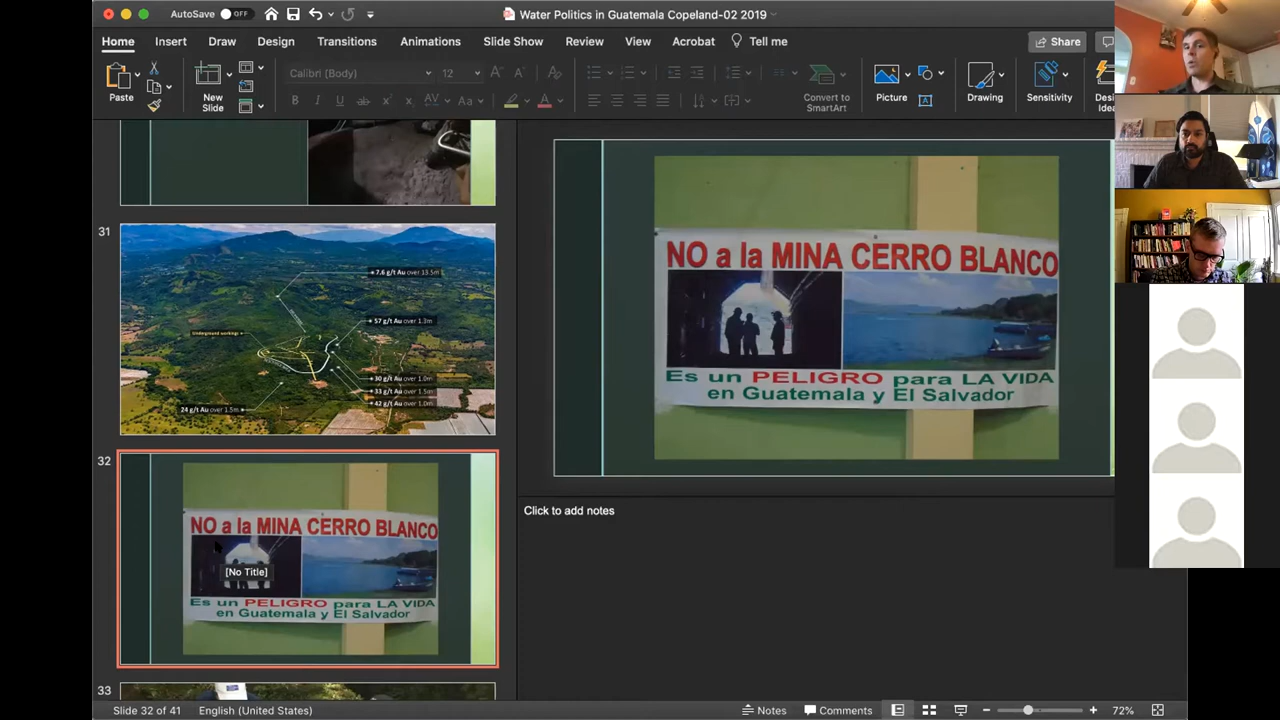 AutoSave OFF
Water Politics in Guatemala Copeland-02 2019
Home Insert Draw Design Transitions Animations Slide Show Review View Acrobat Tell me
Share
Paste
New
Slide
Calibri (Body)
12
Convert to
SmartArt
Picture
Drawing
Sensitivity
Desi
Idea
31
7.6 g/t Au over 13.5m
57 g/t Au over 1.3m
Underground workings
30 g/t Au over 1.0m
33 g/t Au over 1.5m
42 g/t Au over 1.0m
24 g/t Au over 1.5m
32
NO a la MINA CERRO BLANCO
[No Title]
Es un PELIGRO para LA VIDA
en Guatemala y El Salvador
33
NO a la MINA CERRO BLANCO
Es un PELIGRO para LA VIDA
en Guatemala y El Salvador
Click to add notes
Slide 32 of 41
English (United States)
Notes
Comments
72%